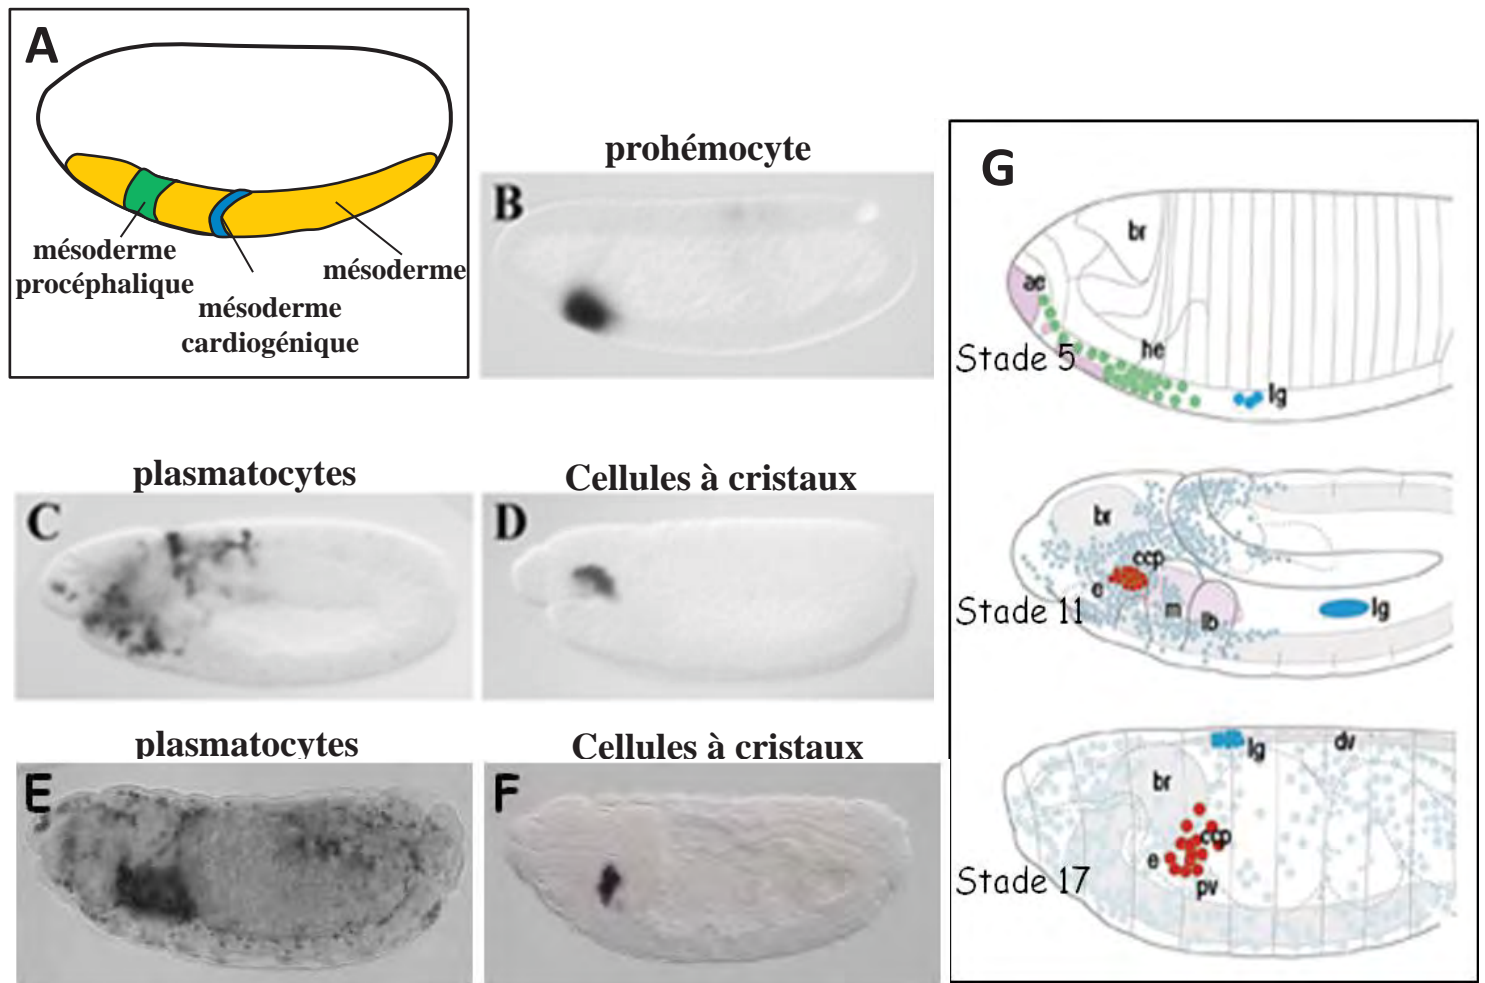 A
mésoderme
procéphalique
mésoderme
mésoderme
cardiogénique
prohémocyte
B
plasmatocytes
C
Cellules à cristaux
D
plasmatocytes
E
Cellules à cristaux
F
G
br
ae
he
Stade 5
lg
br
ccp
e
m
lb
Stade 11
lg
lg
dv
br
ccp
e
pv
Stade 17